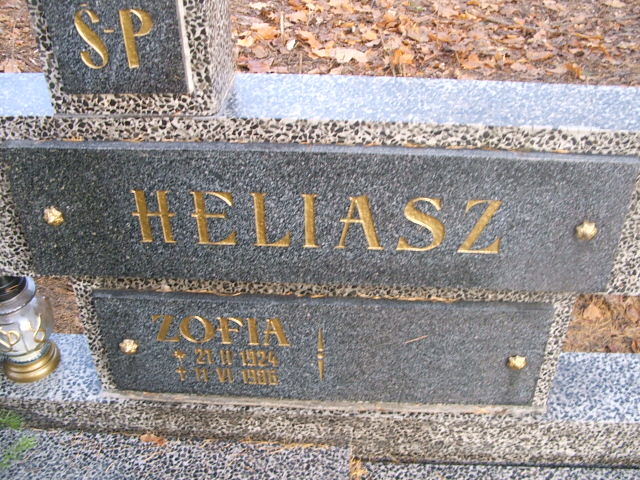 Ś-P
HELIASZ
ZOFIA
* 21 II 1924
† 11 VI 1986